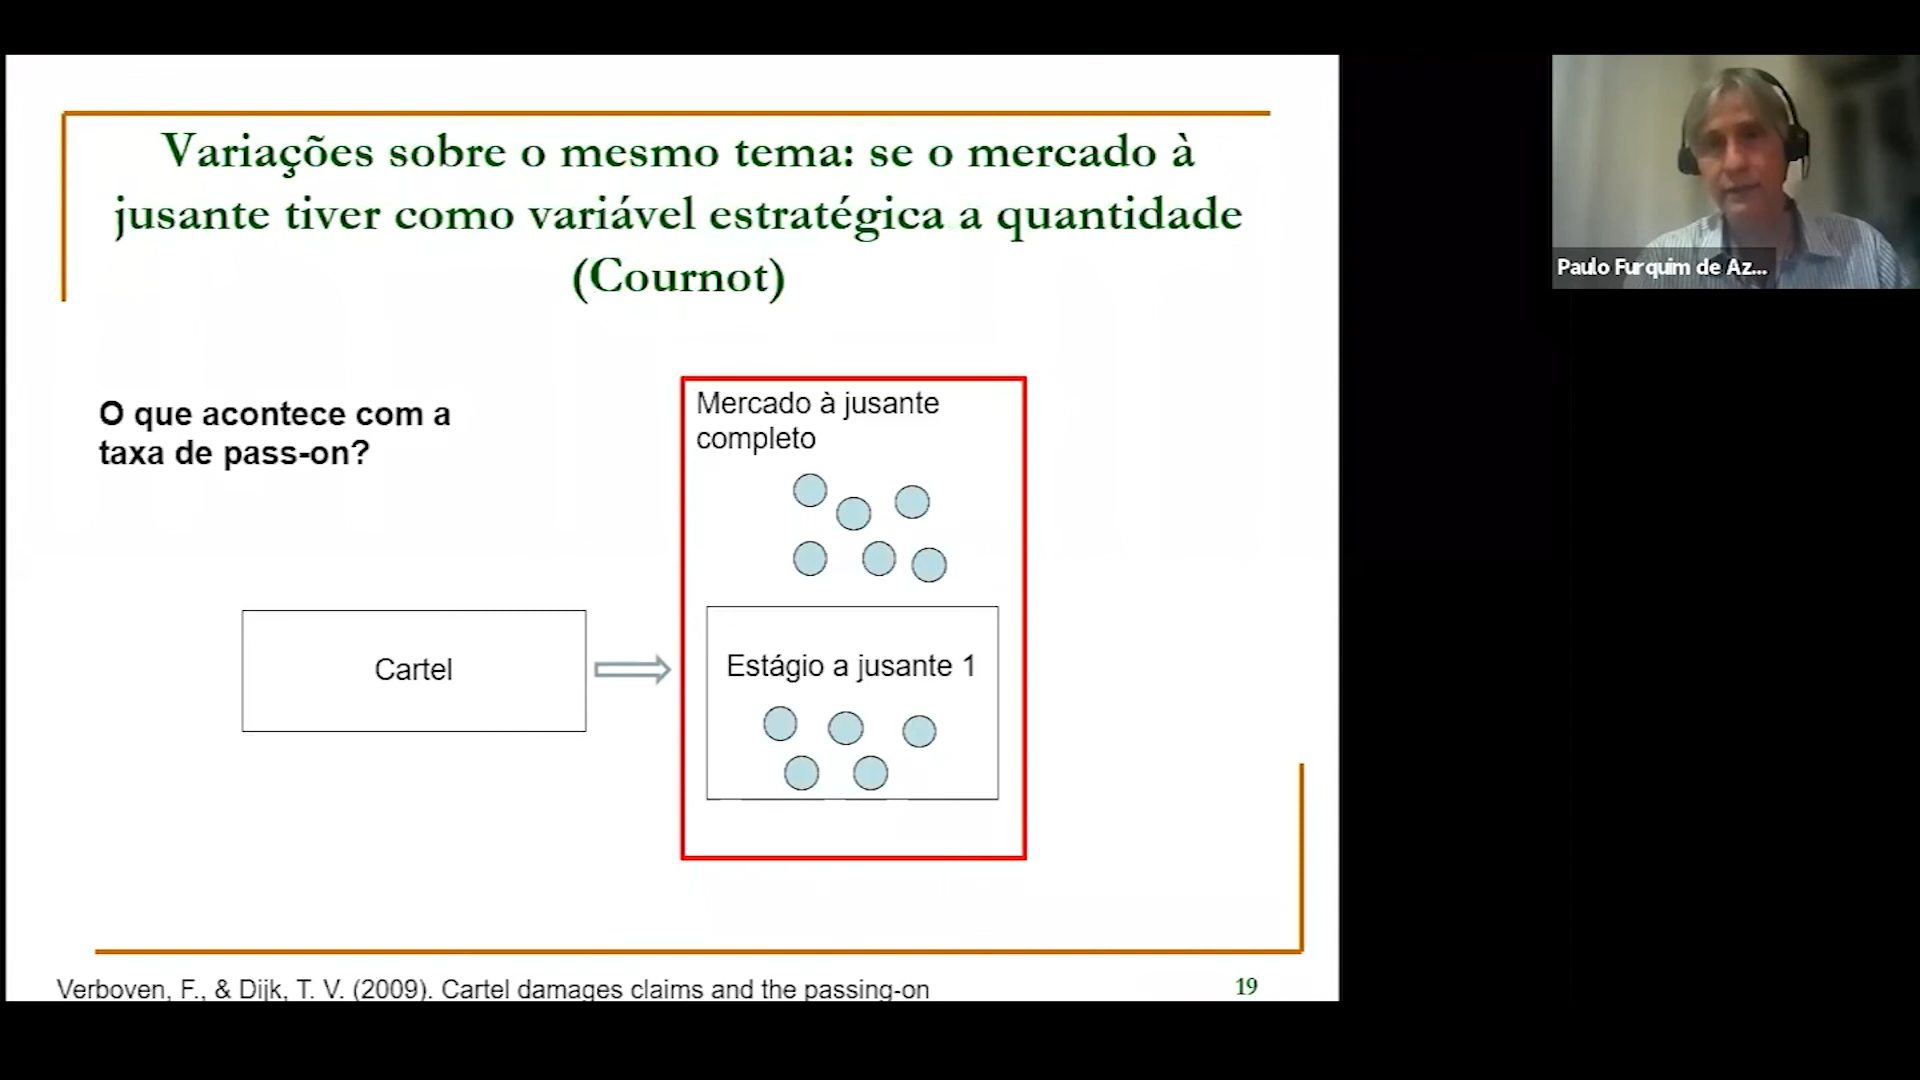 Variações sobre o mesmo tema: se o mercado à
jusante tiver como variável estratégica a quantidade
(Cournot)
O que acontece com a
taxa de pass-on?
Mercado à jusante
completo
Cartel
Estágio a jusante 1
Verboven, F., & Dijk, T. V. (2009). Cartel damages claims and the passing-on
19
Paulo Furquim de Az...